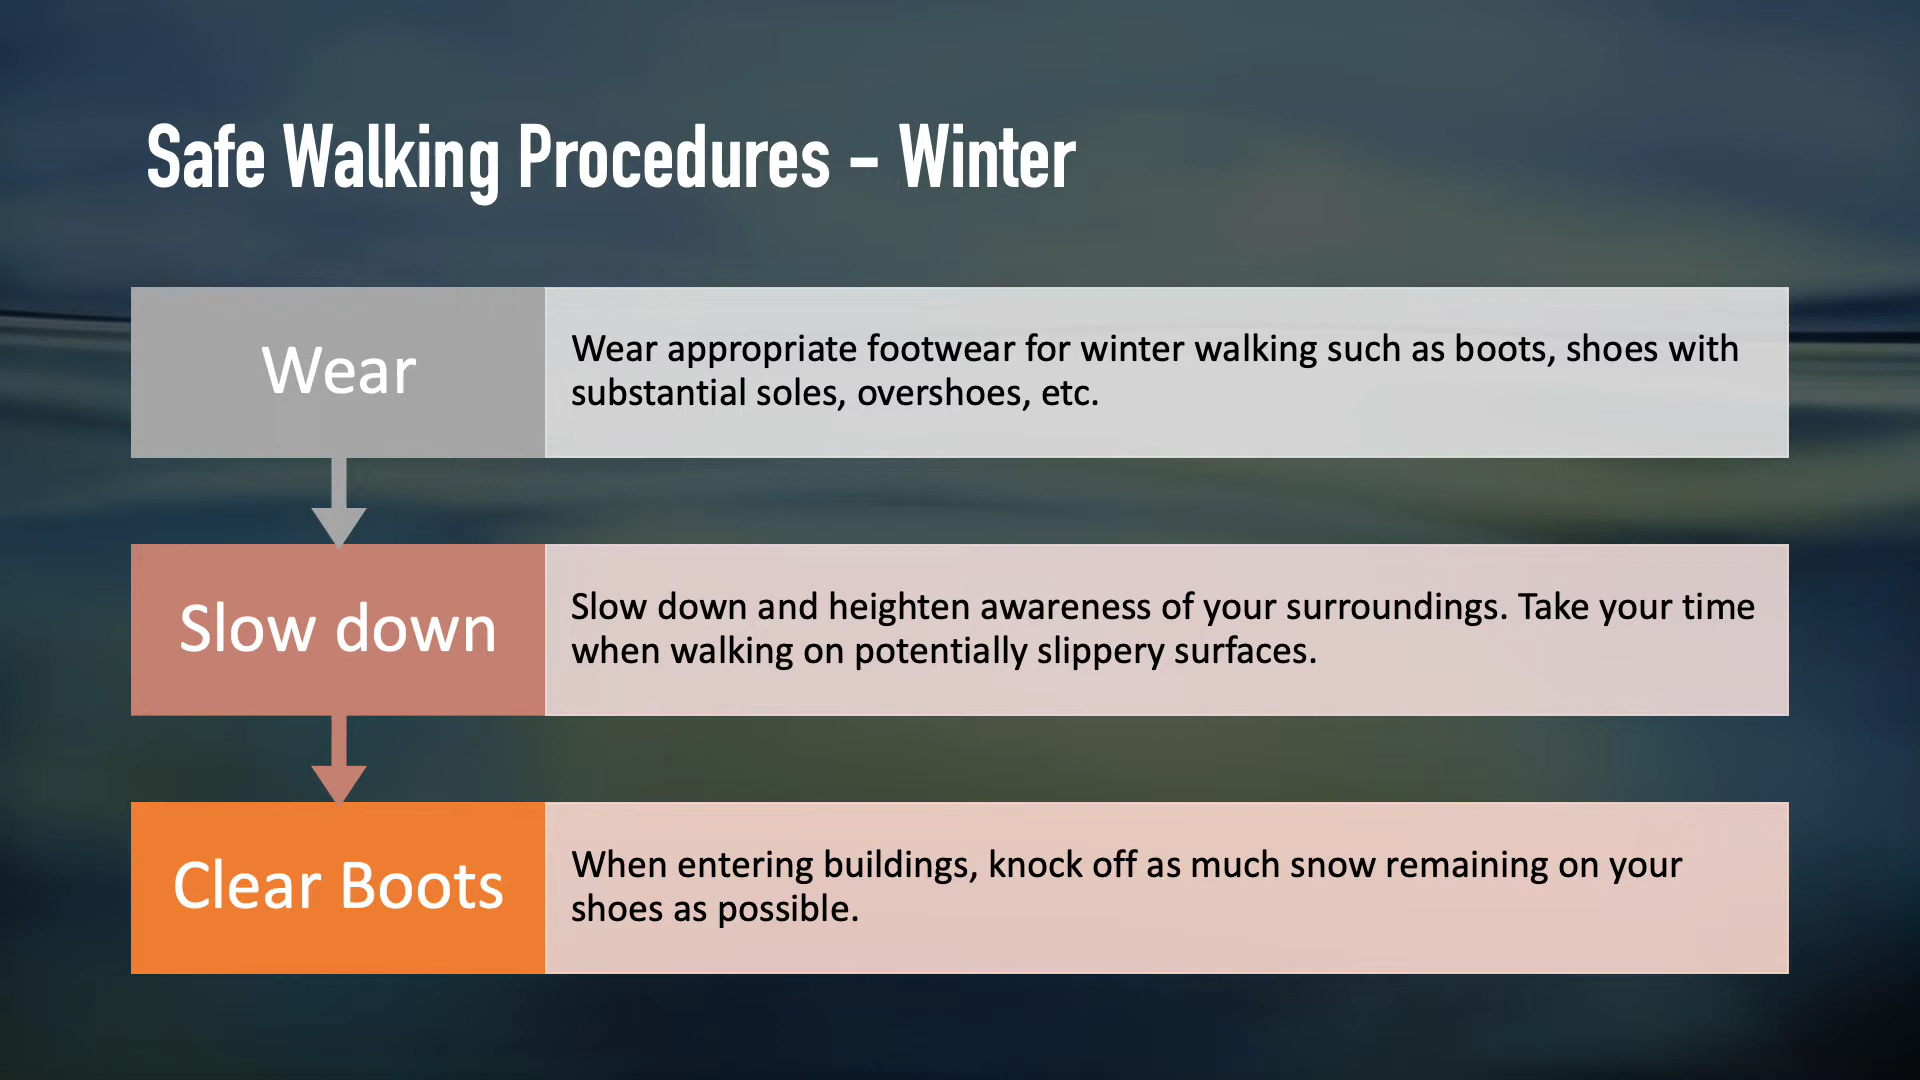 Safe Walking Procedures – Winter
Wear
Wear appropriate footwear for winter walking such as boots, shoes with
substantial soles, overshoes, etc.
Slow down
Slow down and heighten awareness of your surroundings. Take your time
when walking on potentially slippery surfaces.
Clear Boots
When entering buildings, knock off as much snow remaining on your
shoes as possible.